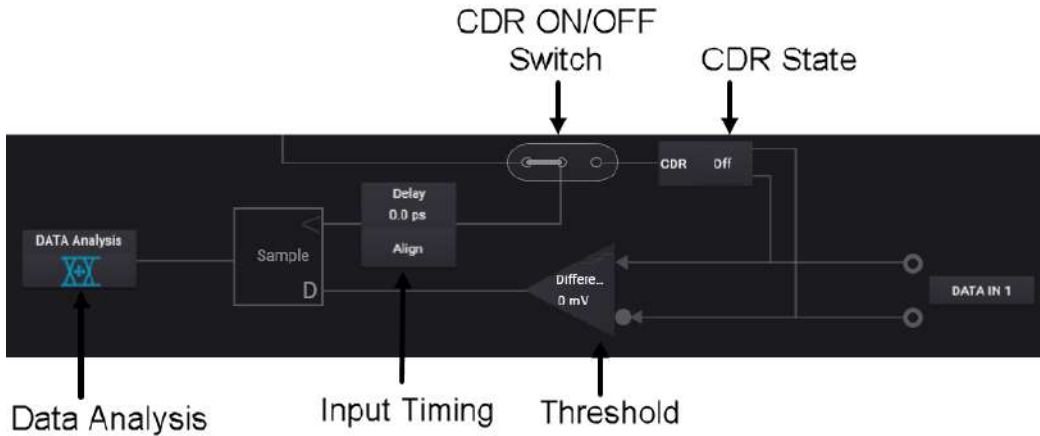 CDR ON/OFF
Switch
CDR State
CDR Off
Delay
0.0 ps
Align
DATA Analysis
Sample
D
Differe...
0 mV
DATA IN 1
Data Analysis
Input Timing
Threshold